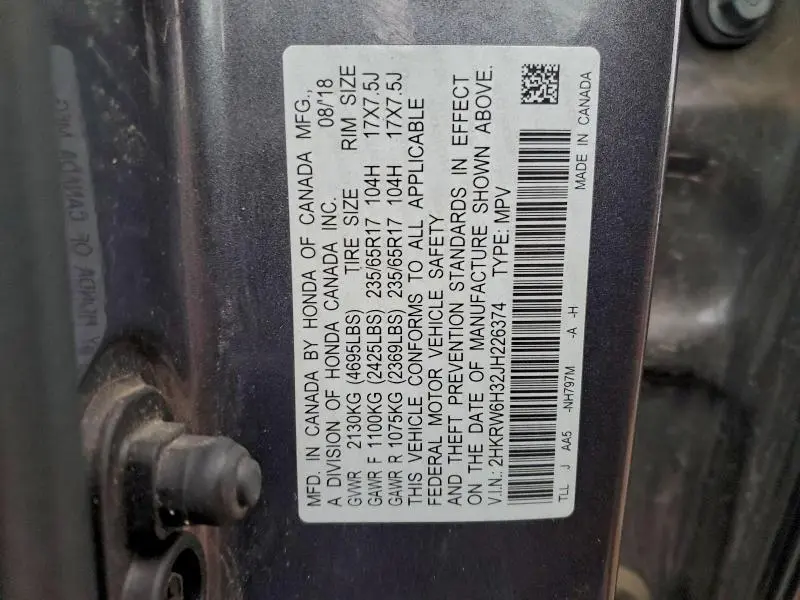 MFD. IN CANADA BY HONDA OF CANADA MFG.,
A DIVISION OF HONDA CANADA INC. 08/'18
GVWR 2130KG (4695LBS) TIRE SIZE RIM SIZE
GAWR F 1100KG (2425LBS) 235/65R17 104H 17X7.5J
GAWR R 1075KG (2369LBS) 235/65R17 104H 17X7.5J
THIS VEHICLE CONFORMS TO ALL APPLICABLE
FEDERAL MOTOR VEHICLE SAFETY
AND THEFT PREVENTION STANDARDS IN EFFECT
ON THE DATE OF MANUFACTURE SHOWN ABOVE.
V.I.N.: 2HKRW6H32JH226374 TYPE: MPV
TLL J AA5 -NH797M -A -H
MADE IN CANADA